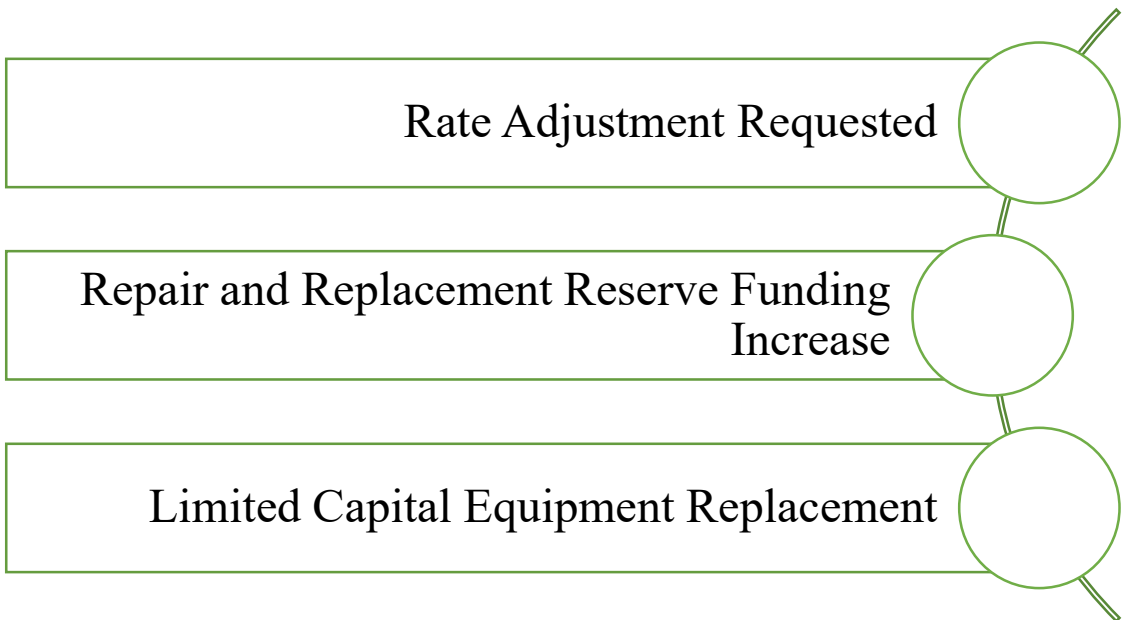 Rate Adjustment Requested
Repair and Replacement Reserve Funding
Increase
Limited Capital Equipment Replacement